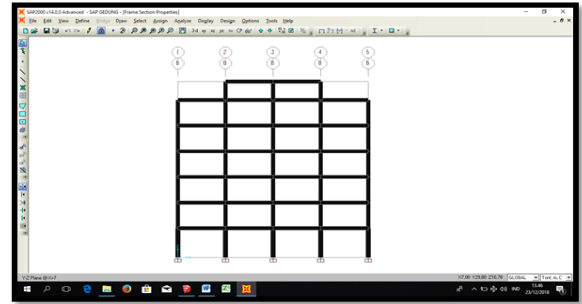 SAP2000 v14.0.0 Advanced - SAP GEDUNG - [Frame Section Properties]
File Edit View Define Bridge Draw Select Assign Analyze Display Design Options Tools Help
1 2 3 4 5
Y-Z Plane @ X=7
GLOBAL Tonf, m, C
IND 13.46
23/12/2018